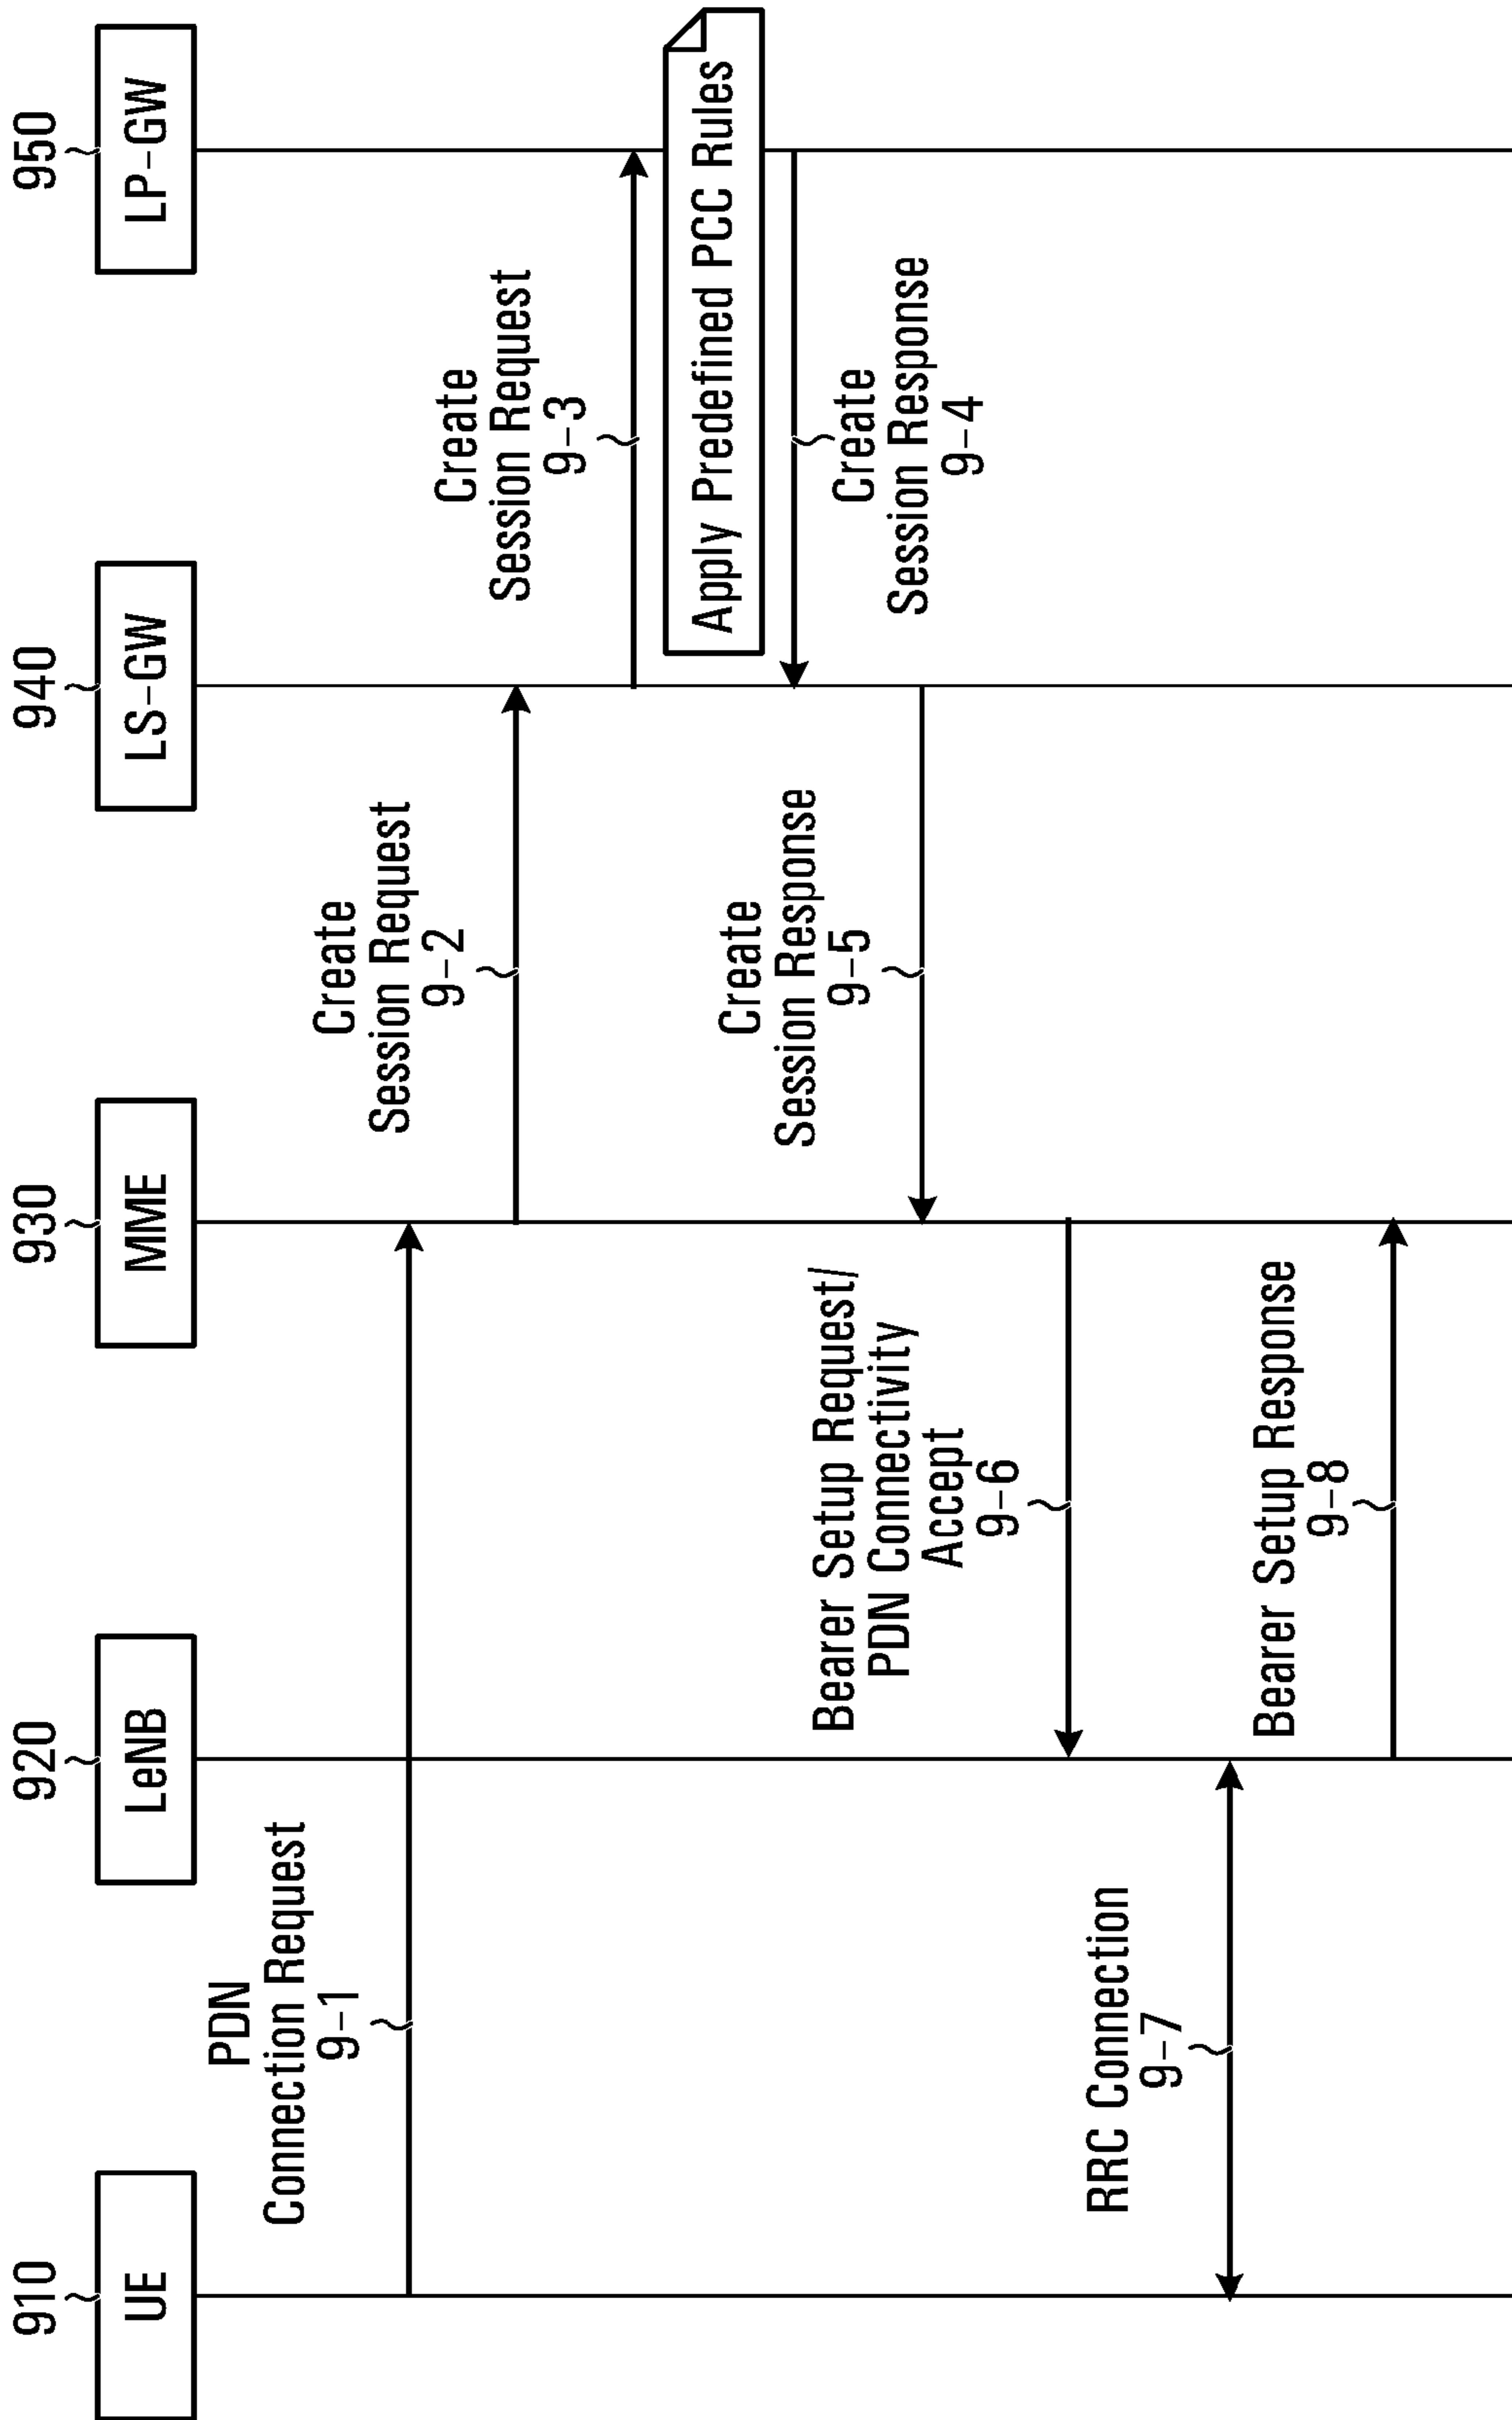 910
920
930
940
950
UE
LeNB
MME
LS-GW
LP-GW
PDN
Connection Request
9-1
Create
Session Request
9-2
Create
Session Request
9-3
Apply Predefined PCC Rules
Create
Session Response
9-4
Create
Session Response
9-5
Bearer Setup Request/
PDN Connectivity
Accept
9-6
RRC Connection
9-7
Bearer Setup Response
9-8